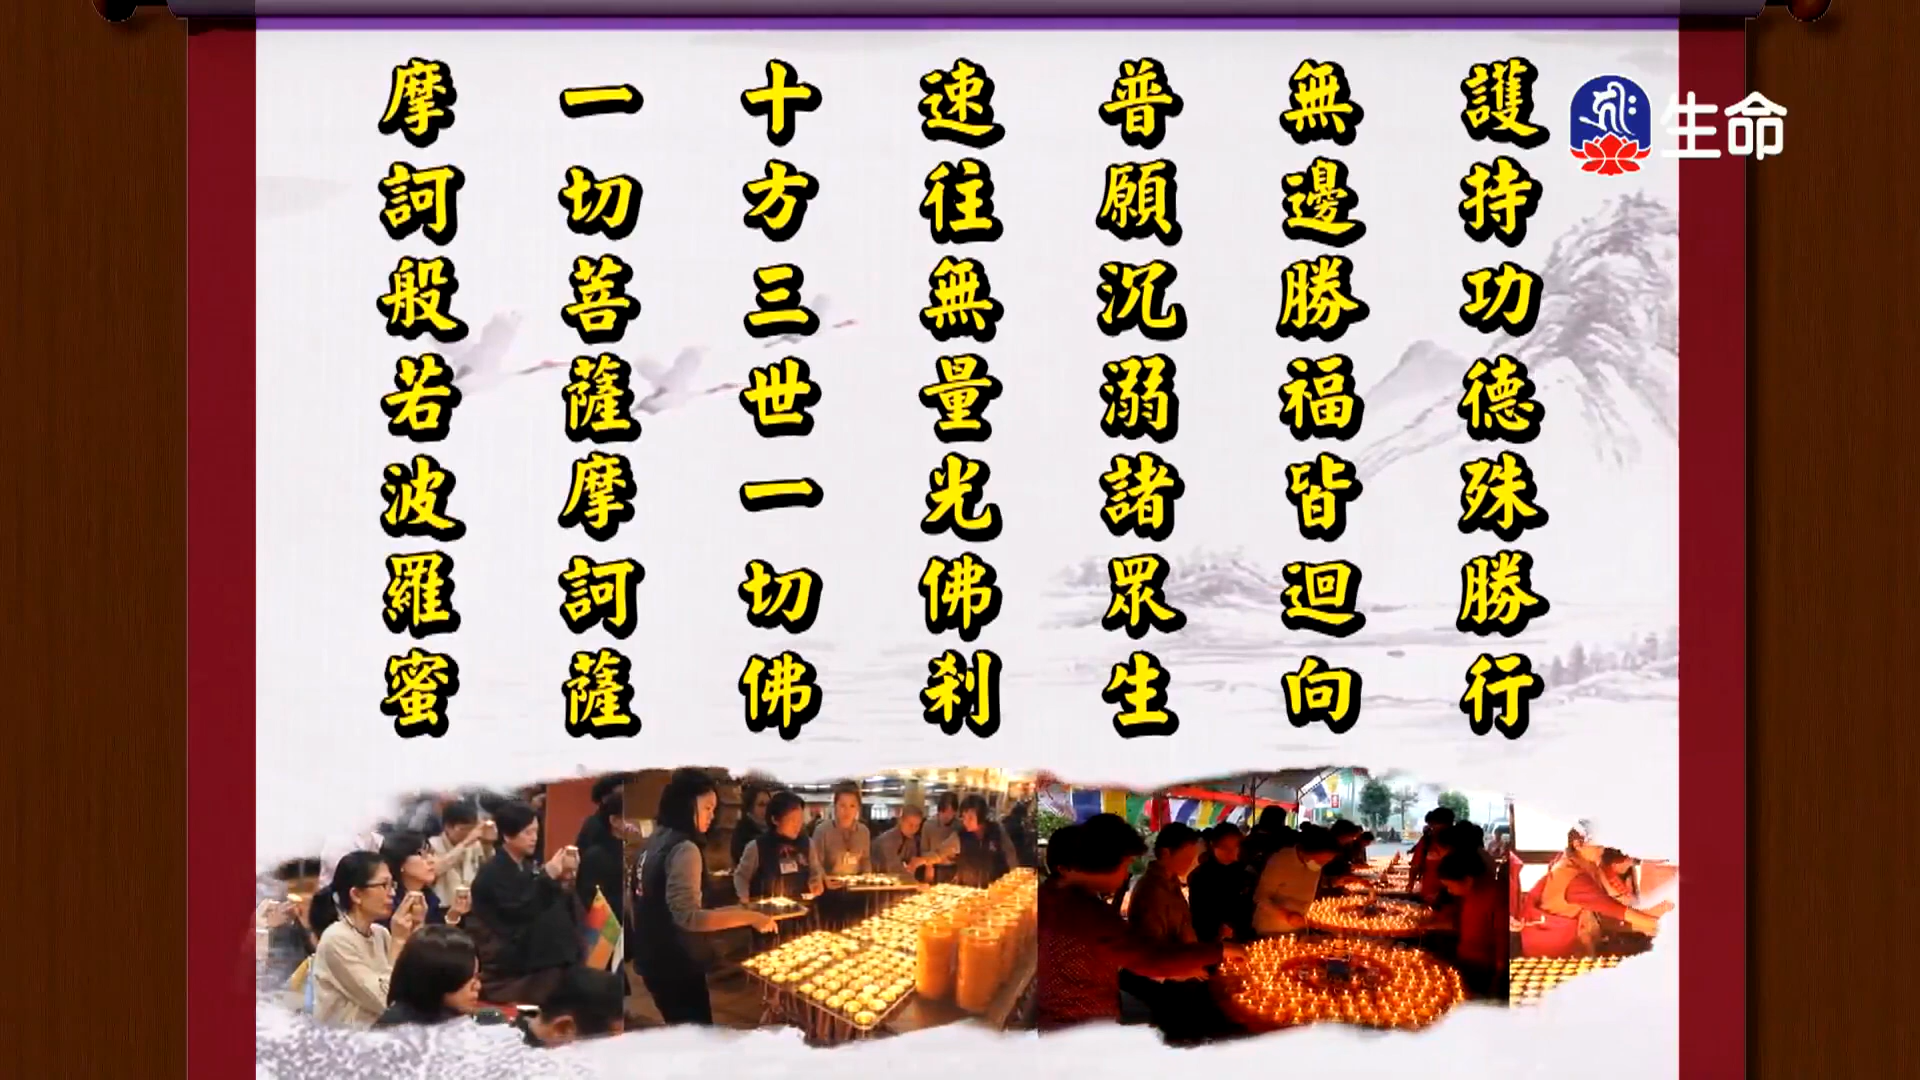 護持功德殊勝行
無邊勝福皆迴向
普願沉溺諸眾生
速往無量光佛剎
十方三世一切佛
一切菩薩摩訶薩
摩訶般若波羅蜜
生命